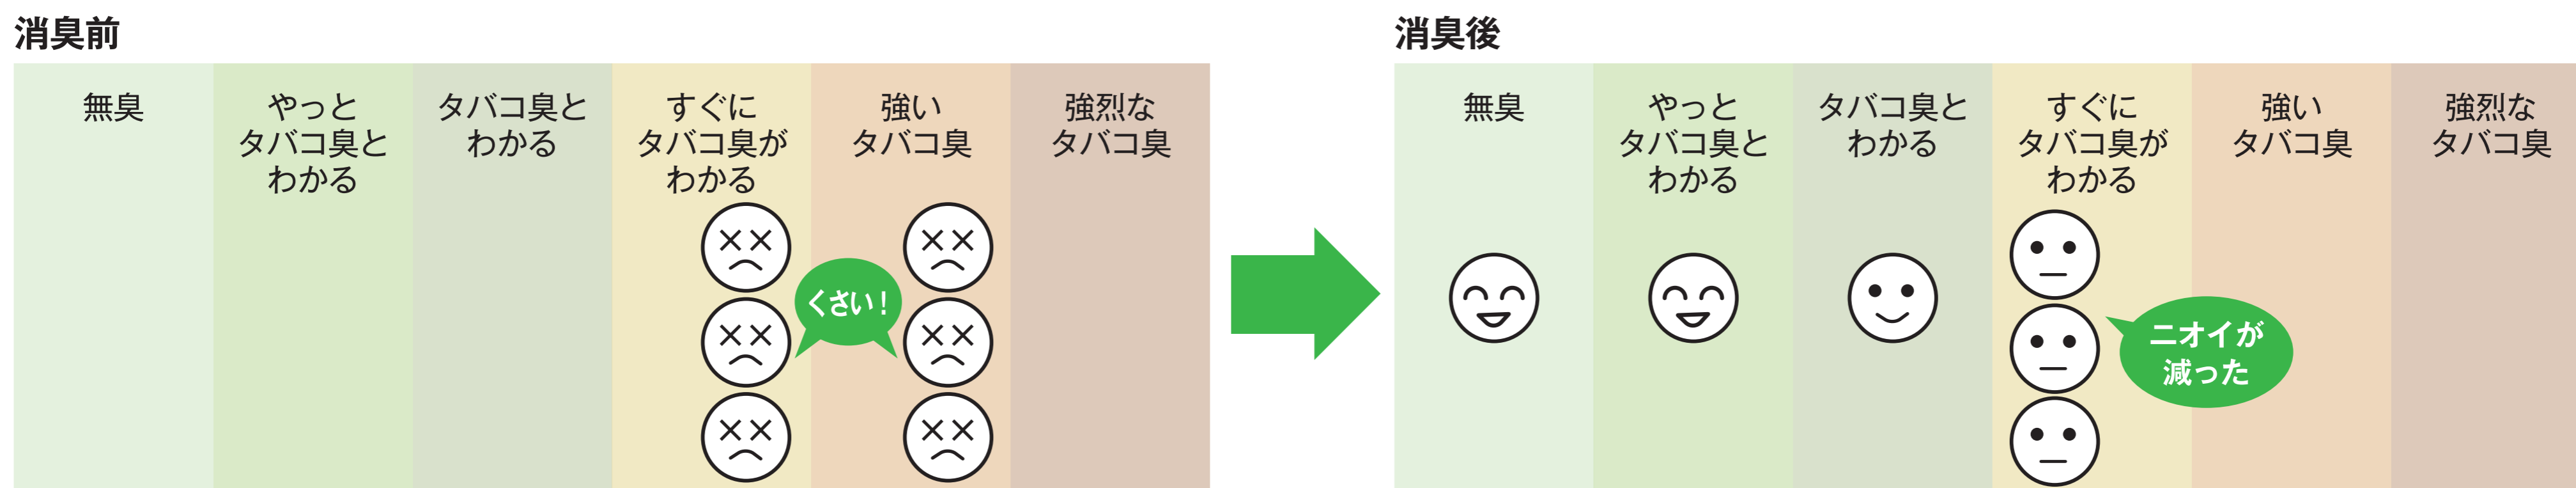 消臭前
無臭
やっと
タバコ臭と
わかる
タバコ臭と
わかる
すぐに
タバコ臭が
わかる
強い
タバコ臭
強烈な
タバコ臭
くさい！
消臭後
無臭
やっと
タバコ臭と
わかる
タバコ臭と
わかる
すぐに
タバコ臭が
わかる
強い
タバコ臭
強烈な
タバコ臭
ニオイが
減った